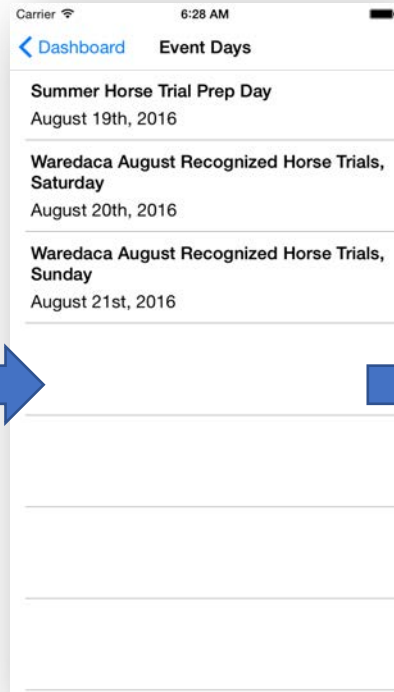 Carrier 6:28 AM
Dashboard Event Days
Summer Horse Trial Prep Day
August 19th, 2016
Waredaca August Recognized Horse Trials,
Saturday
August 20th, 2016
Waredaca August Recognized Horse Trials,
Sunday
August 21st, 2016